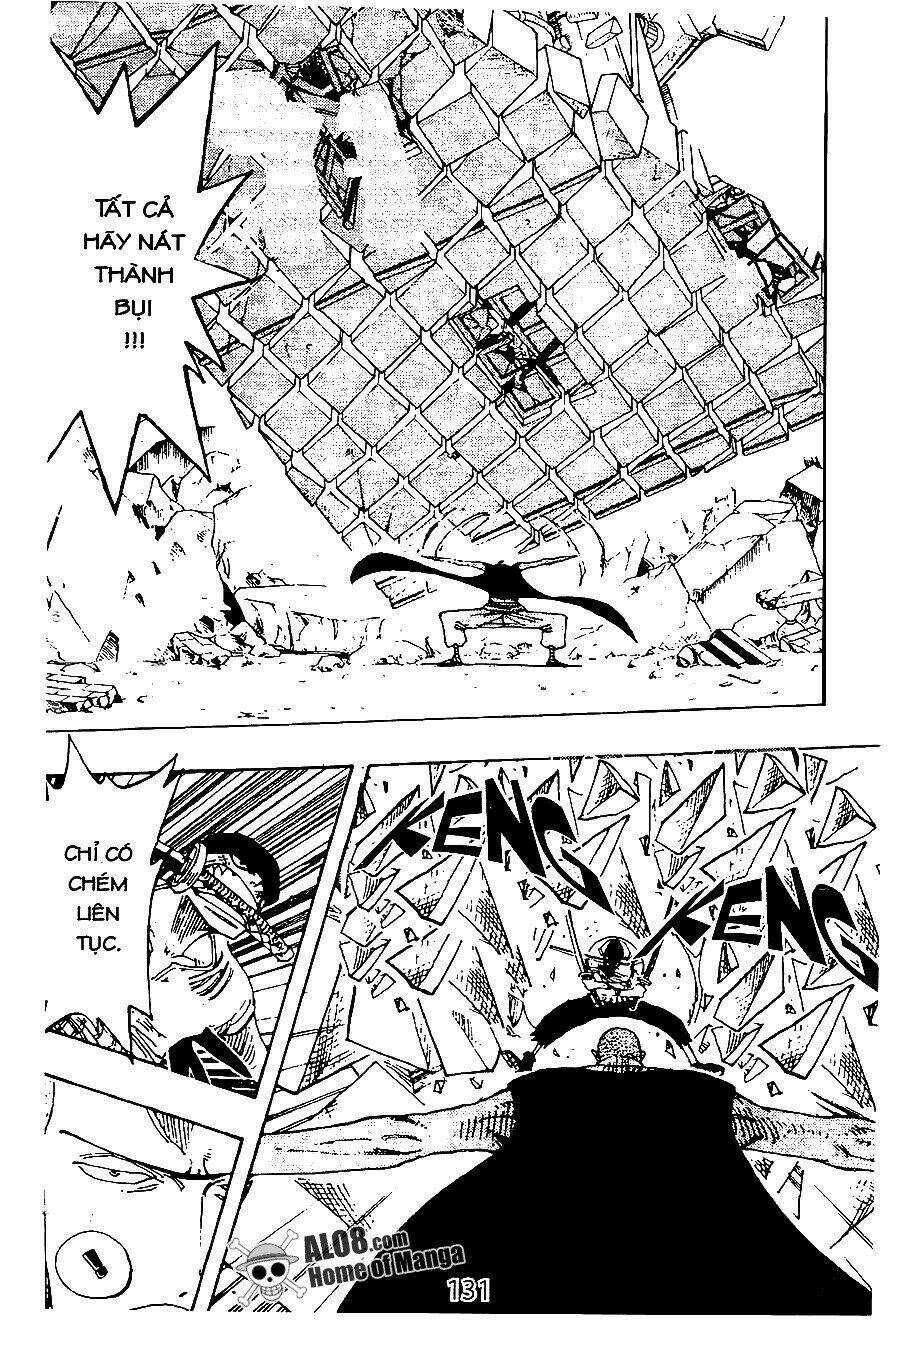 TẤT CẢ
HÃY NÁT
THÀNH
BỤI
!!!
KENG
KENG
CHỈ CÓ
CHÉM
LIÊN
TỤC.
!
ALO8.com
Home of Manga
131